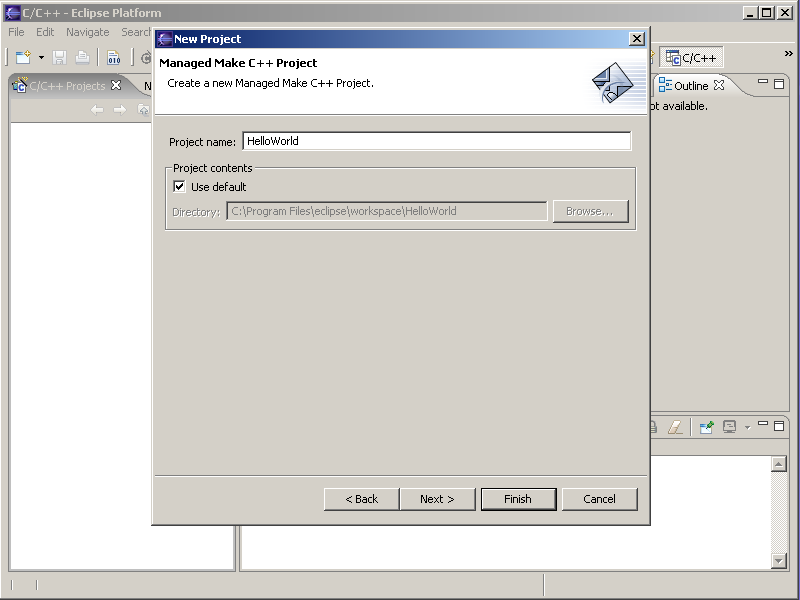 C/C++ - Eclipse Platform
File Edit Navigate Search
010
C/C++
»
C/C++ Projects
N
Outline
ot available.
New Project
Managed Make C++ Project
Create a new Managed Make C++ Project.
Project name: HelloWorld
Project contents
Use default
Directory: C:\Program Files\eclipse\workspace\HelloWorld Browse...
< Back Next > Finish Cancel